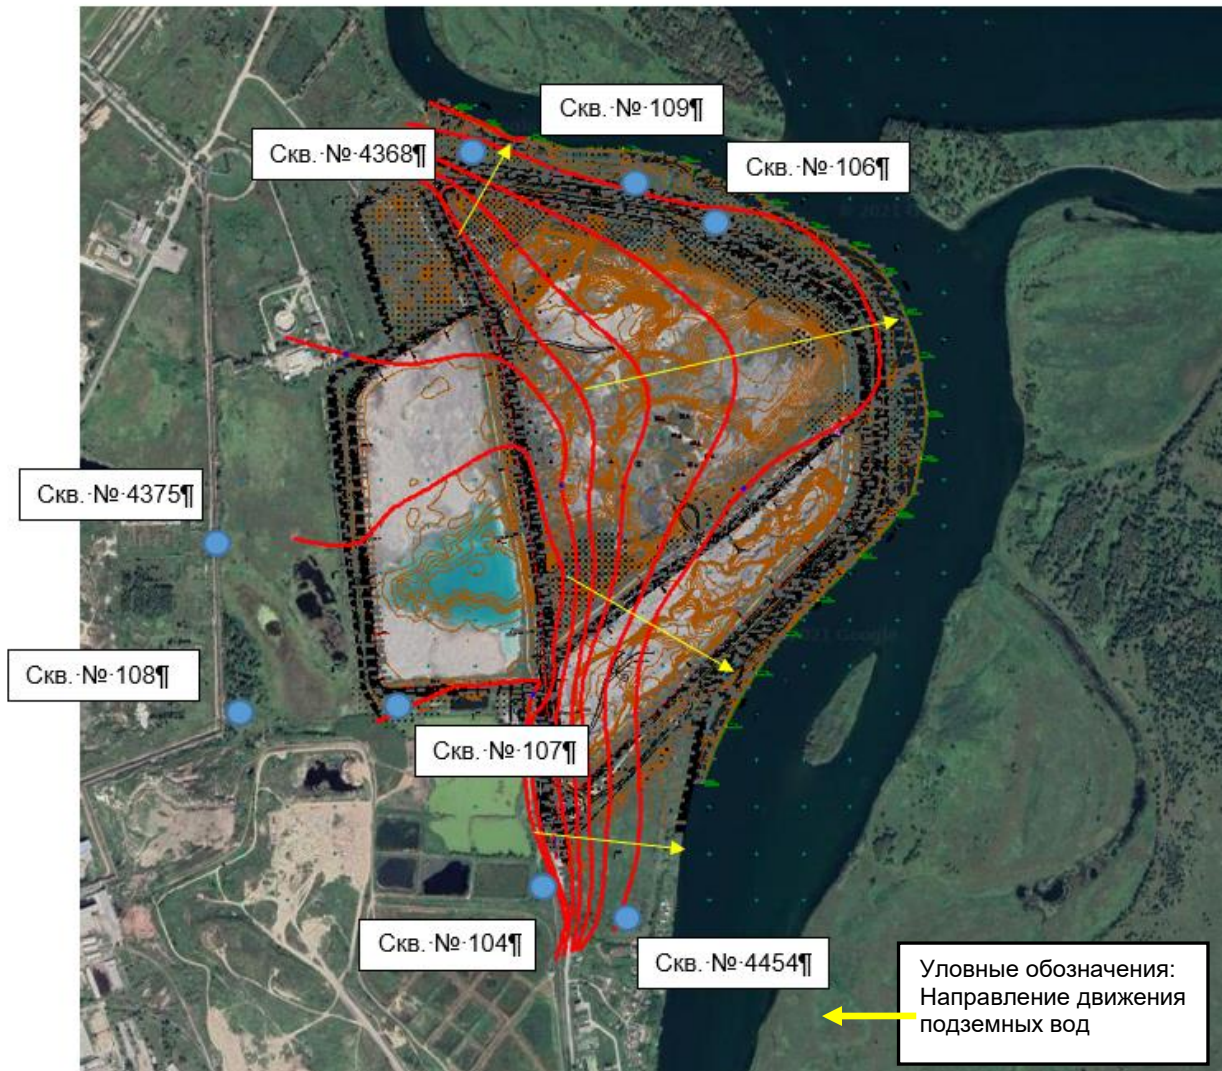 Скв.·№·109¶
Скв.·№·4368¶
Скв.·№·106¶
Скв.·№·4375¶
Скв.·№·108¶
Скв.·№·107¶
Скв.·№·104¶
Скв.·№·4454¶
Уловные обозначения:
Направление движения
подземных вод